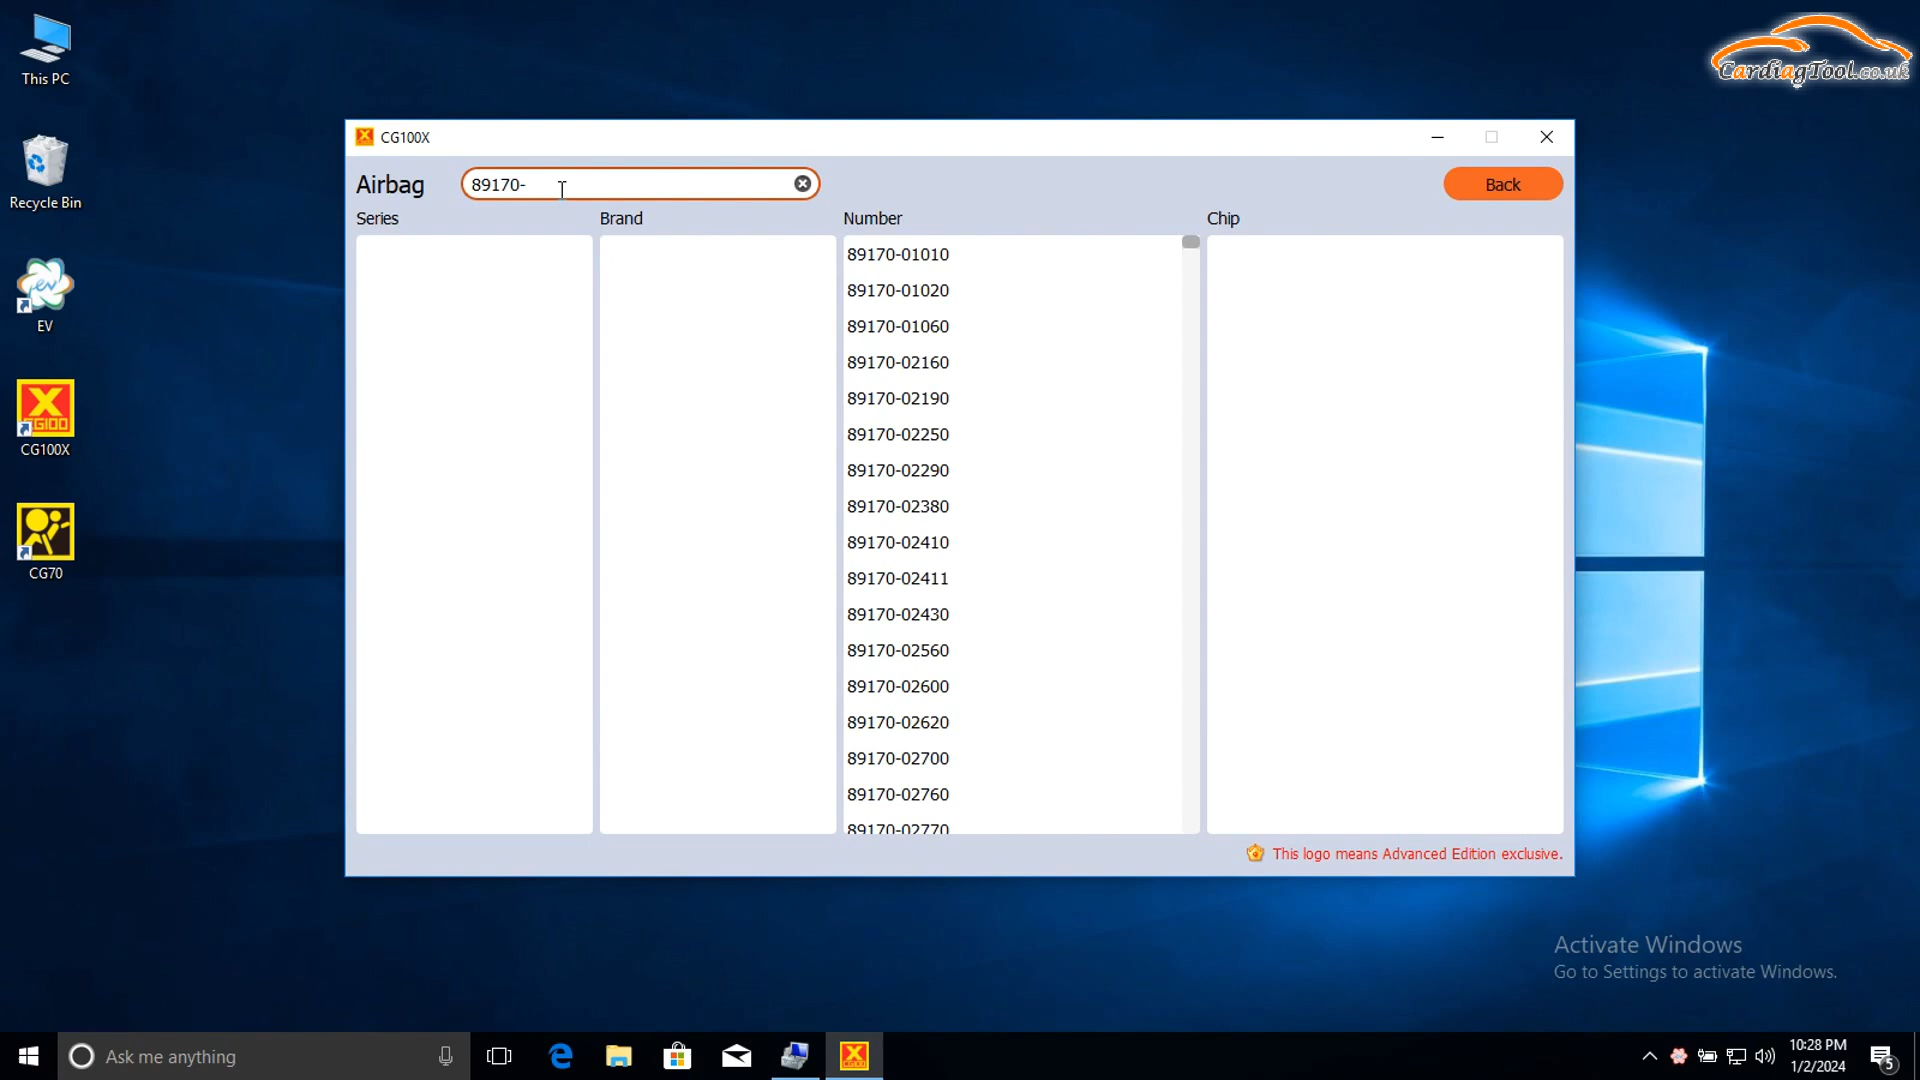 This PC
Recycle Bin
EV
CG100
CG100X
CG70
CardiagTool.co.uk
CG100X
Airbag
89170-
Back
Series
Brand
Number
Chip
89170-01010
89170-01020
89170-01060
89170-02160
89170-02190
89170-02250
89170-02290
89170-02380
89170-02410
89170-02411
89170-02430
89170-02560
89170-02600
89170-02620
89170-02700
89170-02760
89170-02770
This logo means Advanced Edition exclusive.
Activate Windows
Go to Settings to activate Windows.
Ask me anything
10:28 PM
1/2/2024
5